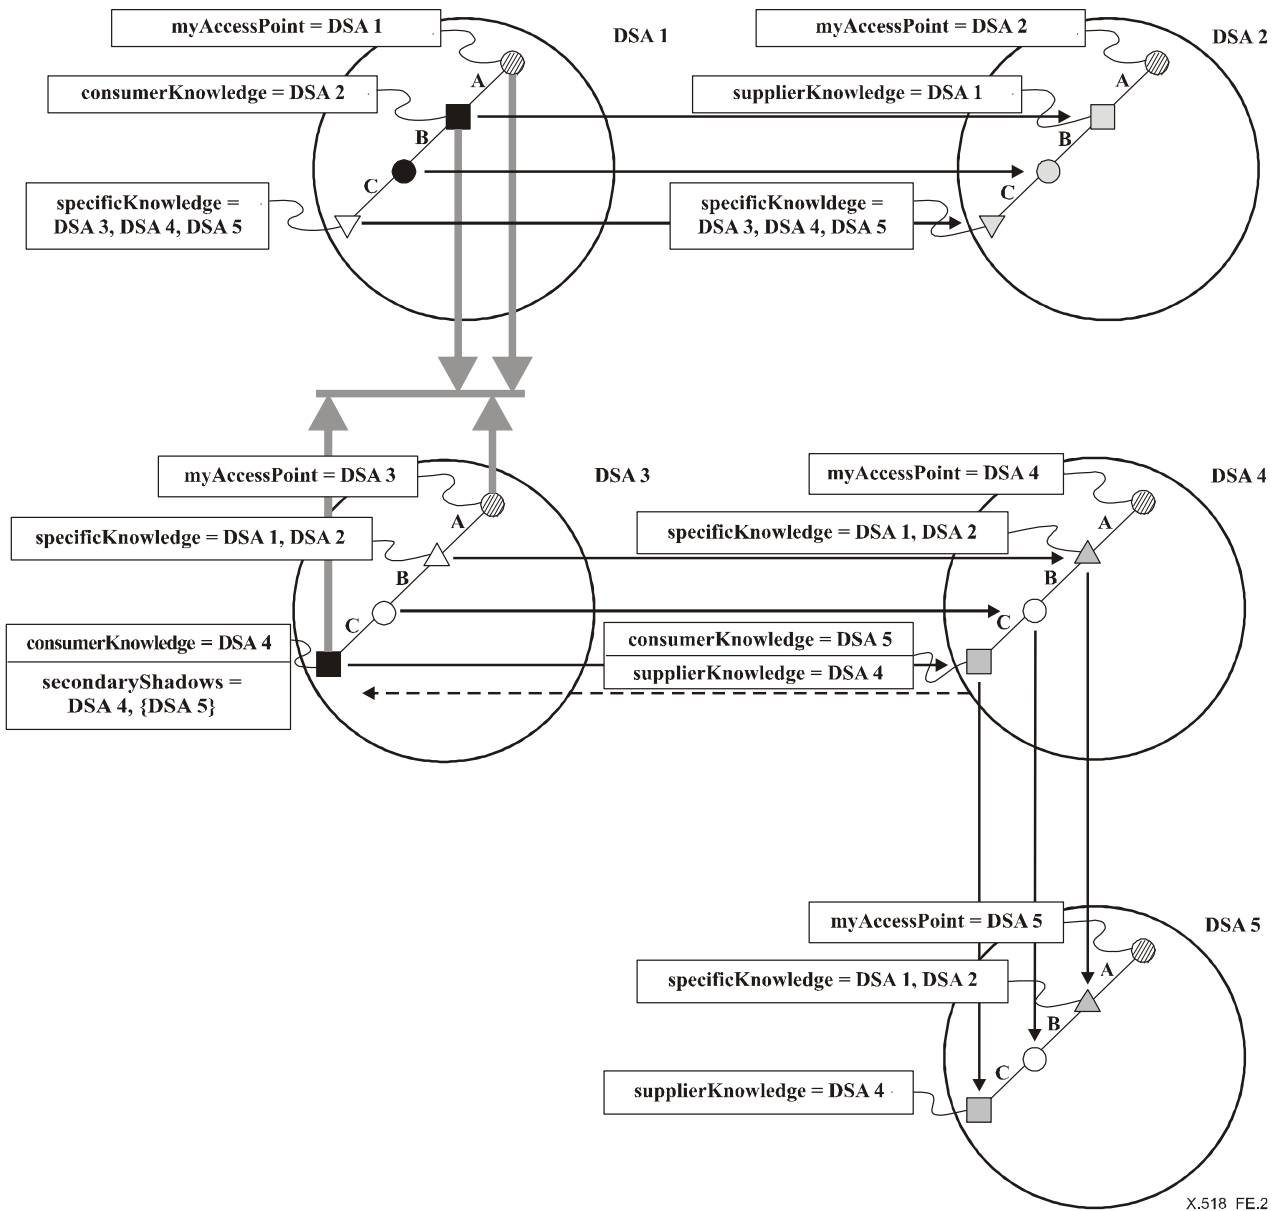 myAccessPoint = DSA 1
DSA 1
myAccessPoint = DSA 2
DSA 2
A
A
consumerKnowledge = DSA 2
supplierKnowledge = DSA 1
B
B
C
C
specificKnowledge =
DSA 3, DSA 4, DSA 5
specificKnowldege =
DSA 3, DSA 4, DSA 5
myAccessPoint = DSA 3
DSA 3
myAccessPoint = DSA 4
DSA 4
A
A
specificKnowledge = DSA 1, DSA 2
specificKnowledge = DSA 1, DSA 2
B
B
C
C
consumerKnowledge = DSA 4
secondaryShadows =
DSA 4, {DSA 5}
consumerKnowledge = DSA 5
supplierKnowledge = DSA 4
myAccessPoint = DSA 5
DSA 5
A
specificKnowledge = DSA 1, DSA 2
B
C
supplierKnowledge = DSA 4
X.518 FE.2